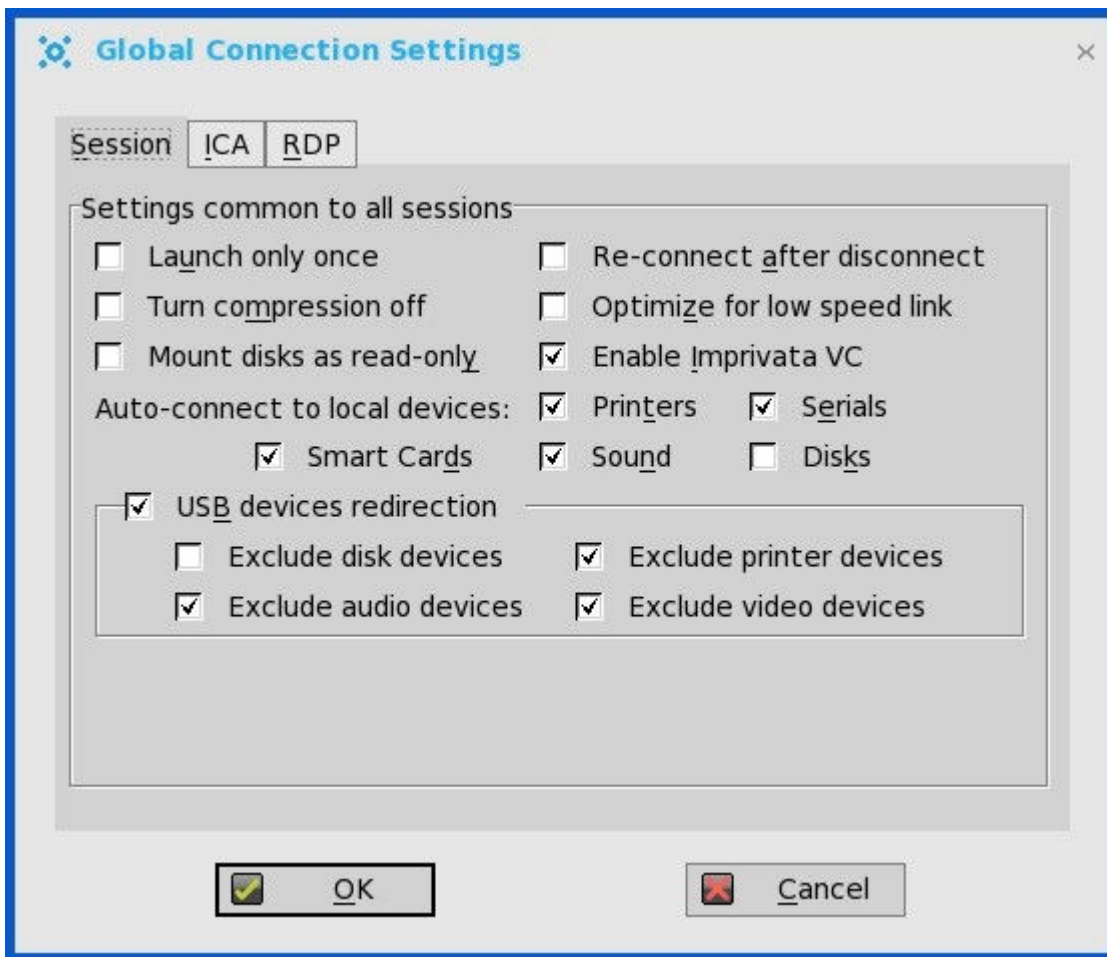 Global Connection Settings
Session ICA RDP
Settings common to all sessions
Launch only once Re-connect after disconnect
Turn compression off Optimize for low speed link
Mount disks as read-only Enable Imprivata VC
Auto-connect to local devices: Printers Serials
Smart Cards Sound Disks
USB devices redirection
Exclude disk devices Exclude printer devices
Exclude audio devices Exclude video devices
OK Cancel